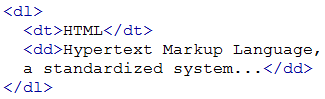 <dl>
  <dt>HTML</dt>
  <dd>Hypertext Markup Language,
  a standardized system...</dd>
</dl>